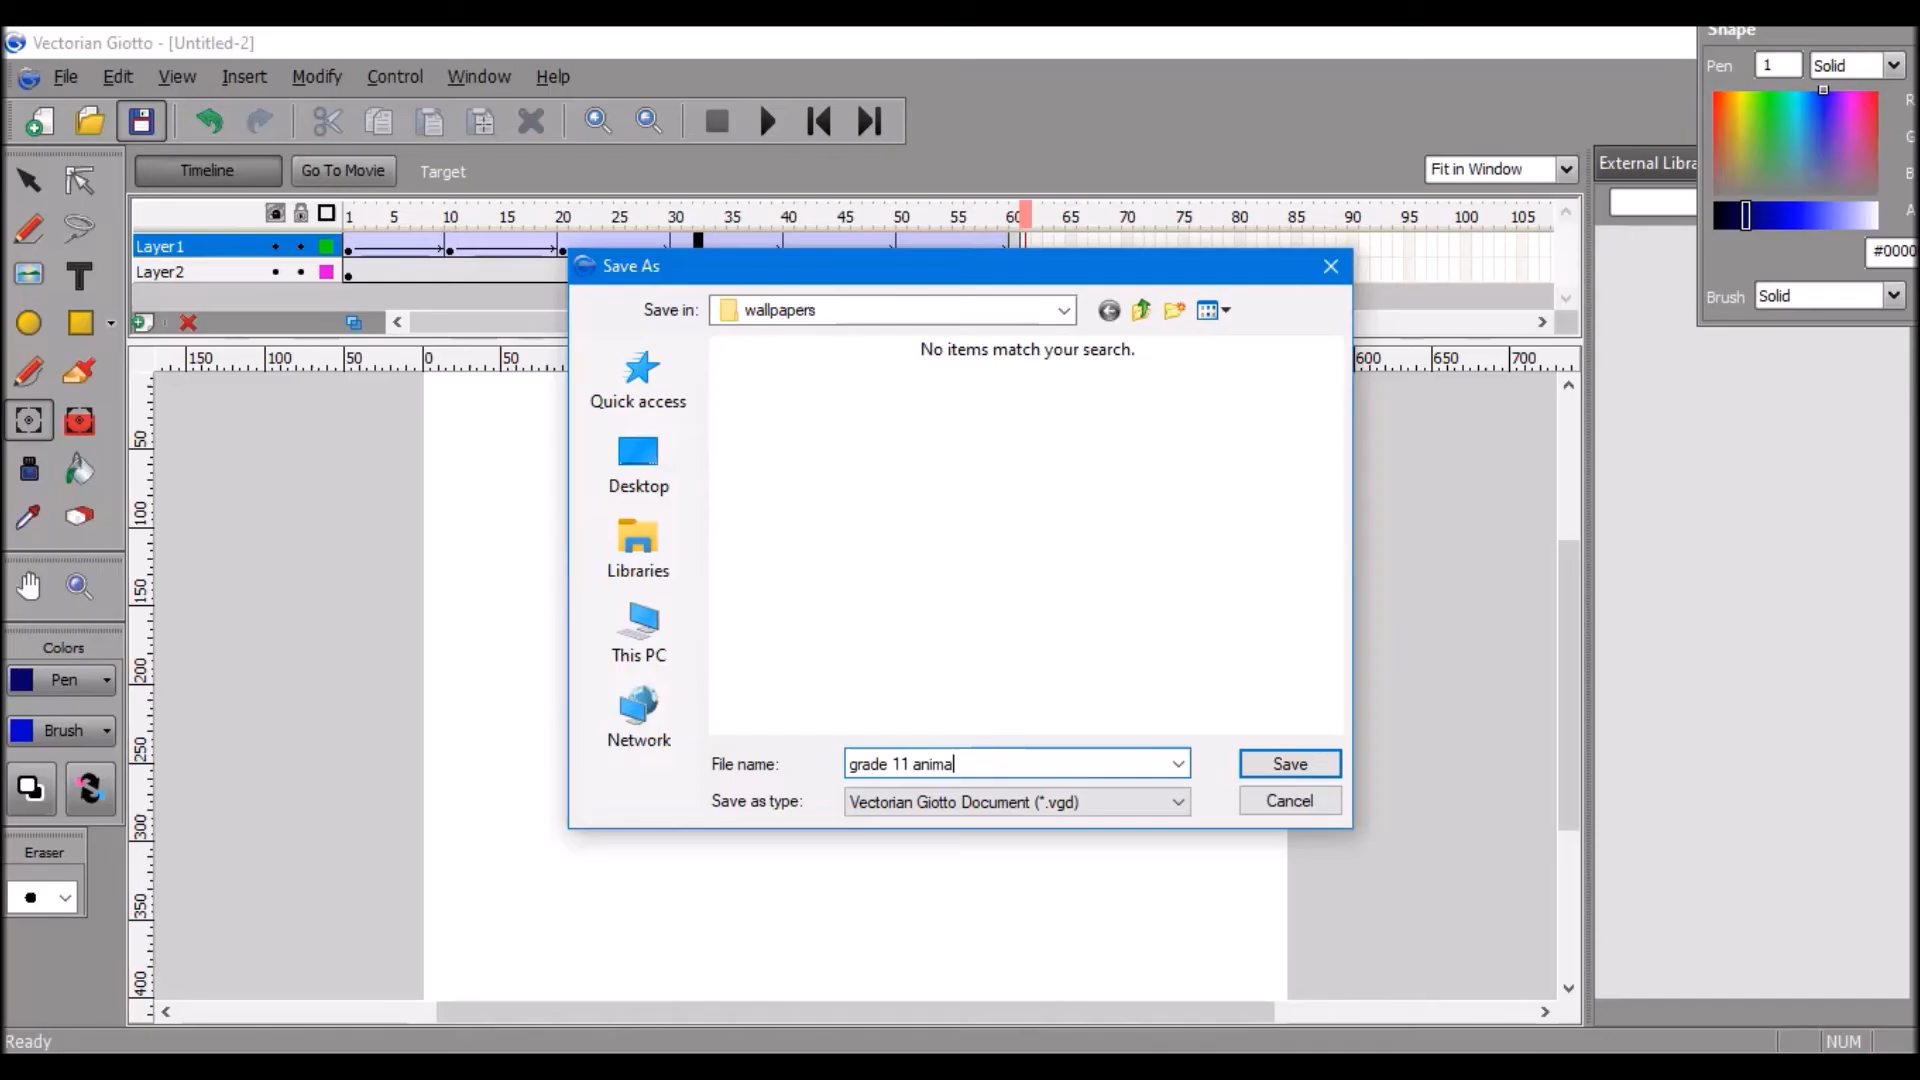 Vectorian Giotto - [Untitled-2]
File Edit View Insert Modify Control Window Help
Timeline Go To Movie Target
Fit in Window
1 5 10 15 20 25 30 35 40 45 50 55 60 65 70 75 80 85 90 95 100 105
Layer1
Layer2
150 100 50 0 50
600 650 700
50
100
150
200
250
300
350
400
Colors
Pen
Brush
Eraser
Save As
Save in: wallpapers
No items match your search.
Quick access
Desktop
Libraries
This PC
Network
File name: grade 11 anima
Save
Save as type: Vectorian Giotto Document (*.vgd)
Cancel
Shape
Pen 1 Solid
R
G
B
A
#0000
Brush Solid
External Libra
Ready
NUM